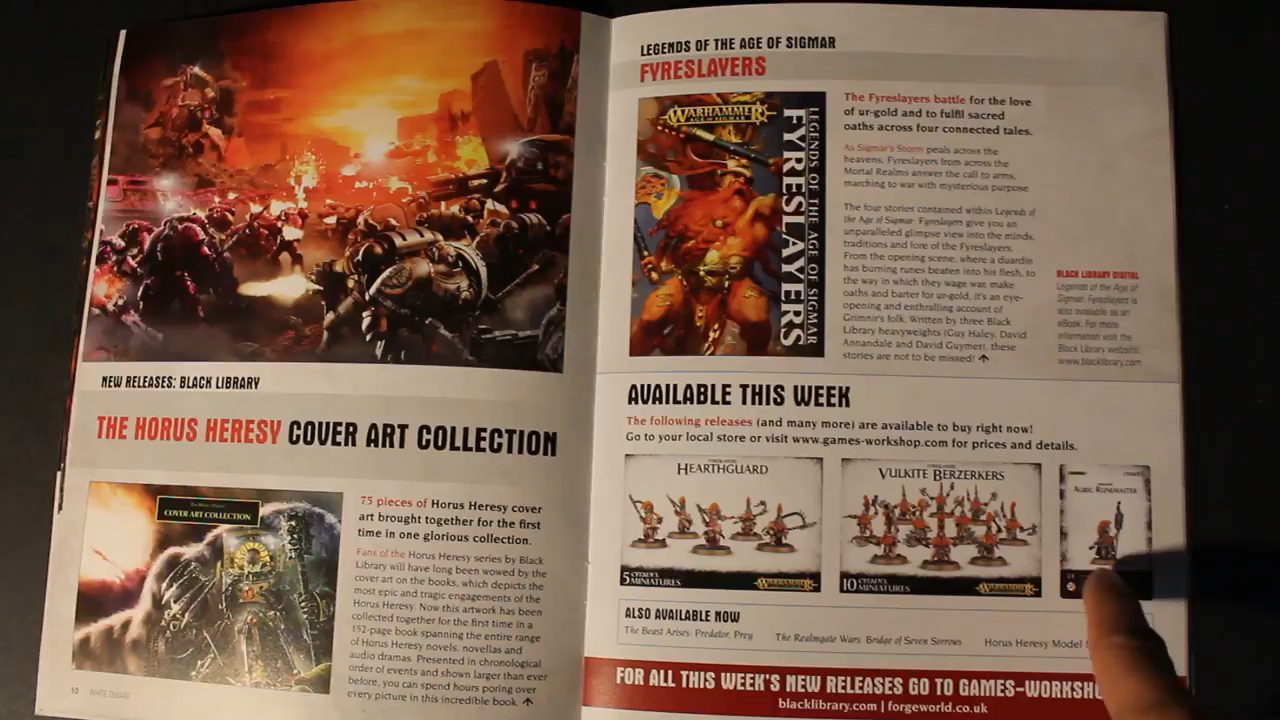 NEW RELEASES: BLACK LIBRARY
THE HORUS HERESY COVER ART COLLECTION
COVER ART COLLECTION
75 pieces of Horus Heresy cover
art brought together for the first
time in one glorious collection.
Fans of the Horus Heresy series by Black
Library will have long been wowed by the
cover art on the books, which depicts the
most epic and tragic engagements of the
Horus Heresy. Now this artwork has been
collected together for the first time in a
152-page book spanning the entire range
of Horus Heresy novels, novellas and
audio dramas. Presented in chronological
order of events and shown larger than ever
before, you can spend hours poring over
every picture in this incredible book.
50 WHITE DWARF
LEGENDS OF THE AGE OF SIGMAR
FYRESLAYERS
WARHAMMER
AGE OF SIGMAR
LEGENDS OF THE AGE OF SIGMAR
FYRESLAYERS
The Fyreslayers battle for the love
of ur-gold and to fulfil sacred
oaths across four connected tales.
As Sigmar's Storm peals across the
heavens, Fyreslayers from across the
Mortal Realms answer the call to arms,
marching to war with mysterious purpose
The four stories contained within Legends of
the Age of Sigmar: Fyreslayers give you an
unparalleled glimpse view into the minds,
traditions and lore of the Fyreslayers.
From the opening scene, where a duardin
has burning runes beaten into his flesh, to
the way in which they wage war, make
oaths and barter for ur-gold, it's an eye-
opening and enthralling account of
Grimnir's folk. Written by three Black
Library heavyweights (Guy Haley, David
Annandale and David Guymer), these
stories are not to be missed!
BLACK LIBRARY DIGITAL
Legends of the Age of
Sigmar: Fyreslayers is
also available as an
eBook. For more
information visit the
Black Library website:
www.blacklibrary.com
AVAILABLE THIS WEEK
The following releases (and many more) are available to buy right now!
Go to your local store or visit www.games-workshop.com for prices and details.
HEARTHGUARD
5 CITADEL MINIATURES
WARHAMMER
VULKITE BERZERKERS
10 CITADEL MINIATURES
WARHAMMER
CITADEL
AURIC RUNEMASTER
ALSO AVAILABLE NOW
The Beast Arises: Predator, Prey
The Realmgate Wars: Bridge of Seven Sorrows
Horus Heresy Model
FOR ALL THIS WEEK'S NEW RELEASES GO TO GAMES-WORKSHO
blacklibrary.com | forgeworld.co.uk